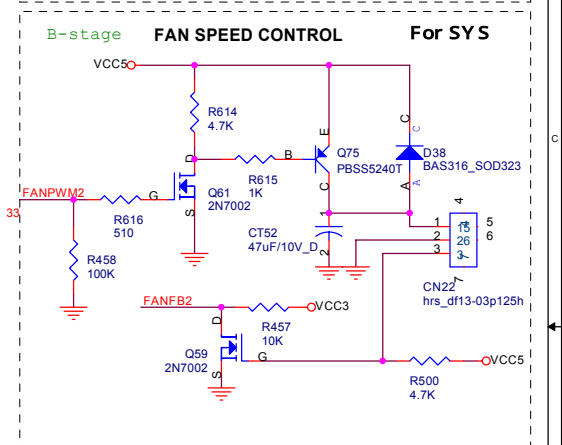 B-stage FAN SPEED CONTROL For SYS
VCC5
R614
4.7K
C
C
E
Q75
PBSS5240T
D38
BAS316_SOD323
D
R615
1K
B
C
A
A
FANPWM2
33
R616
510
G
Q61
2N7002
S
R458
100K
1
CT52
47uF/10V_D
2
4
1
2
3
15
26
3
5
6
7
CN22
hrs_df13-03p125h
FANFB2
R457
10K
VCC3
D
Q59
2N7002
G
S
R500
4.7K
VCC5
C